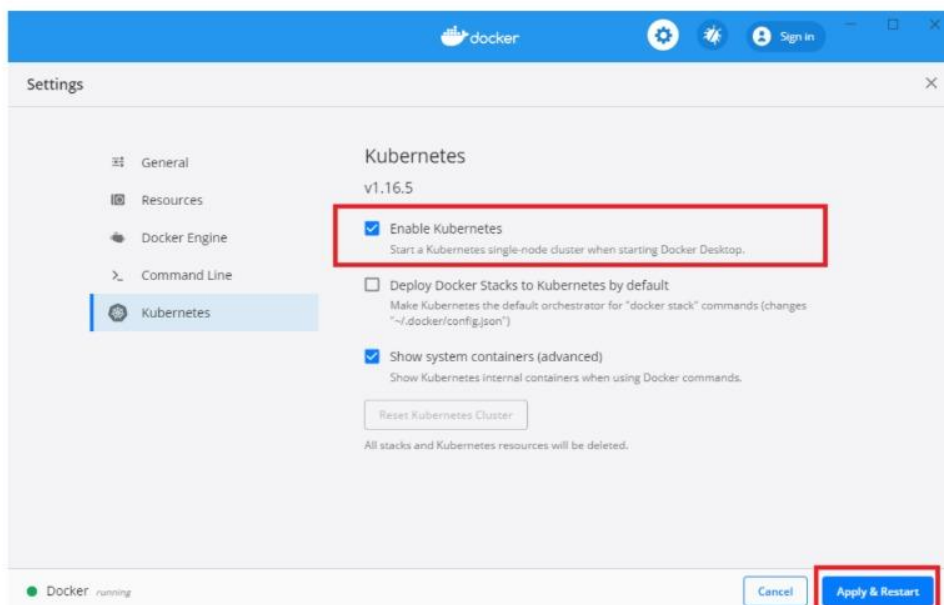 docker
Sign in
Settings
General
Resources
Docker Engine
Command Line
Kubernetes
Kubernetes
v1.16.5
Enable Kubernetes
Start a Kubernetes single-node cluster when starting Docker Desktop.
Deploy Docker Stacks to Kubernetes by default
Make Kubernetes the default orchestrator for "docker stack" commands (changes
"~/.docker/config.json")
Show system containers (advanced)
Show Kubernetes internal containers when using Docker commands.
Reset Kubernetes Cluster
All stacks and Kubernetes resources will be deleted.
Docker running
Cancel
Apply & Restart